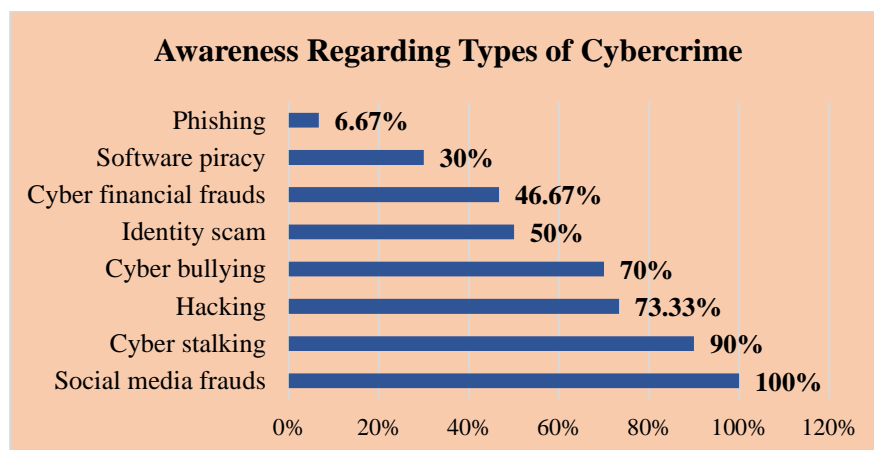 Awareness Regarding Types of Cybercrime
Phishing 6.67%
Software piracy 30%
Cyber financial frauds 46.67%
Identity scam 50%
Cyber bullying 70%
Hacking 73.33%
Cyber stalking 90%
Social media frauds 100%
0% 20% 40% 60% 80% 100% 120%